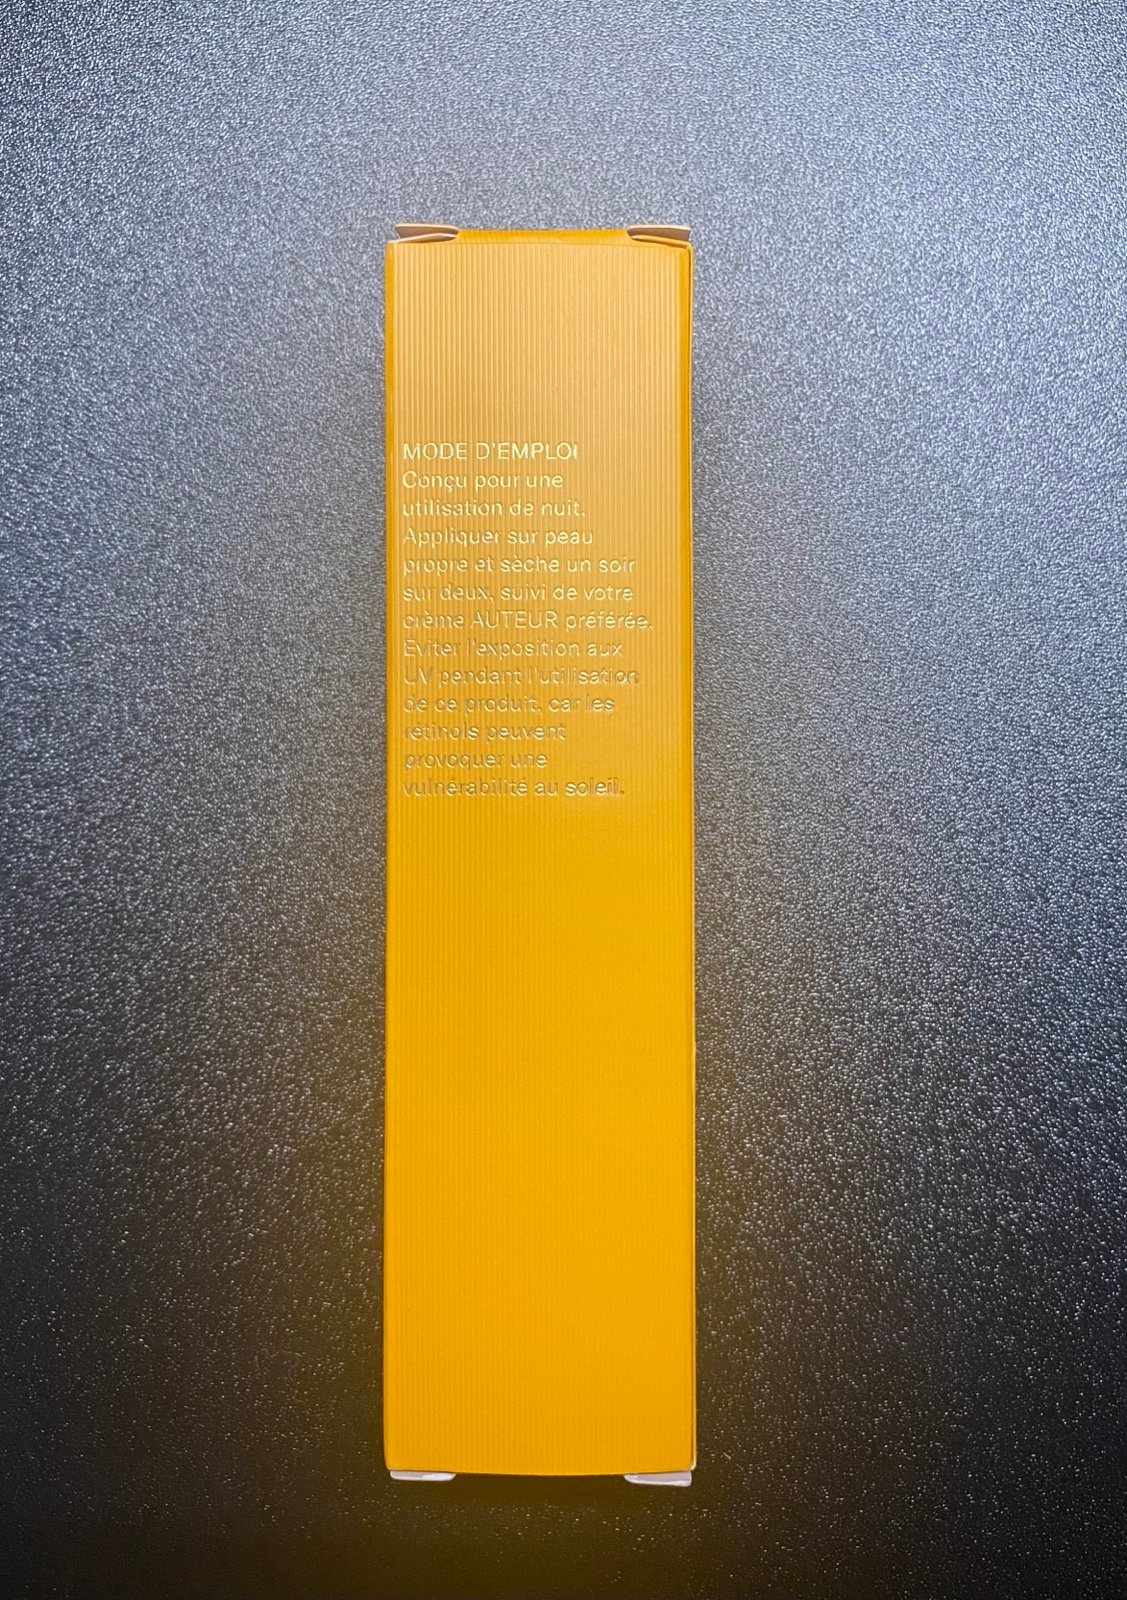 MODE D'EMPLOI
Conçu pour une
utilisation de nuit.
Appliquer sur peau
propre et sèche un soir
sur deux, suivi de votre
crème AUTEUR préférée.
Éviter l'exposition aux
UV pendant l'utilisation
de ce produit, car les
rétinols peuvent
provoquer une
vulnérabilité au soleil.